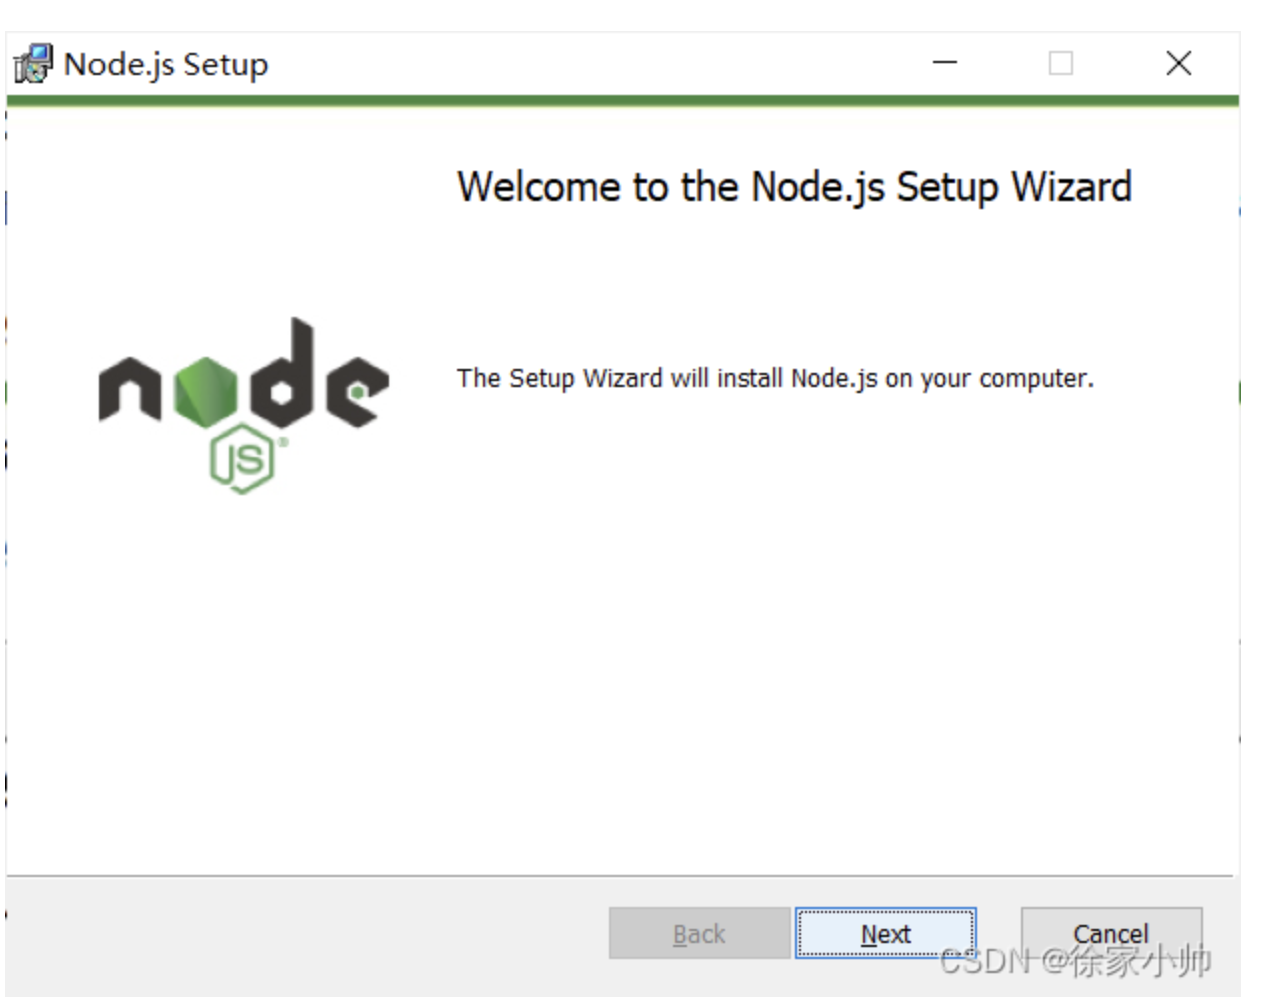 Node.js Setup
Welcome to the Node.js Setup Wizard
node
JS®
The Setup Wizard will install Node.js on your computer.
Back
Next
Cancel
CSDN @徐家小帅